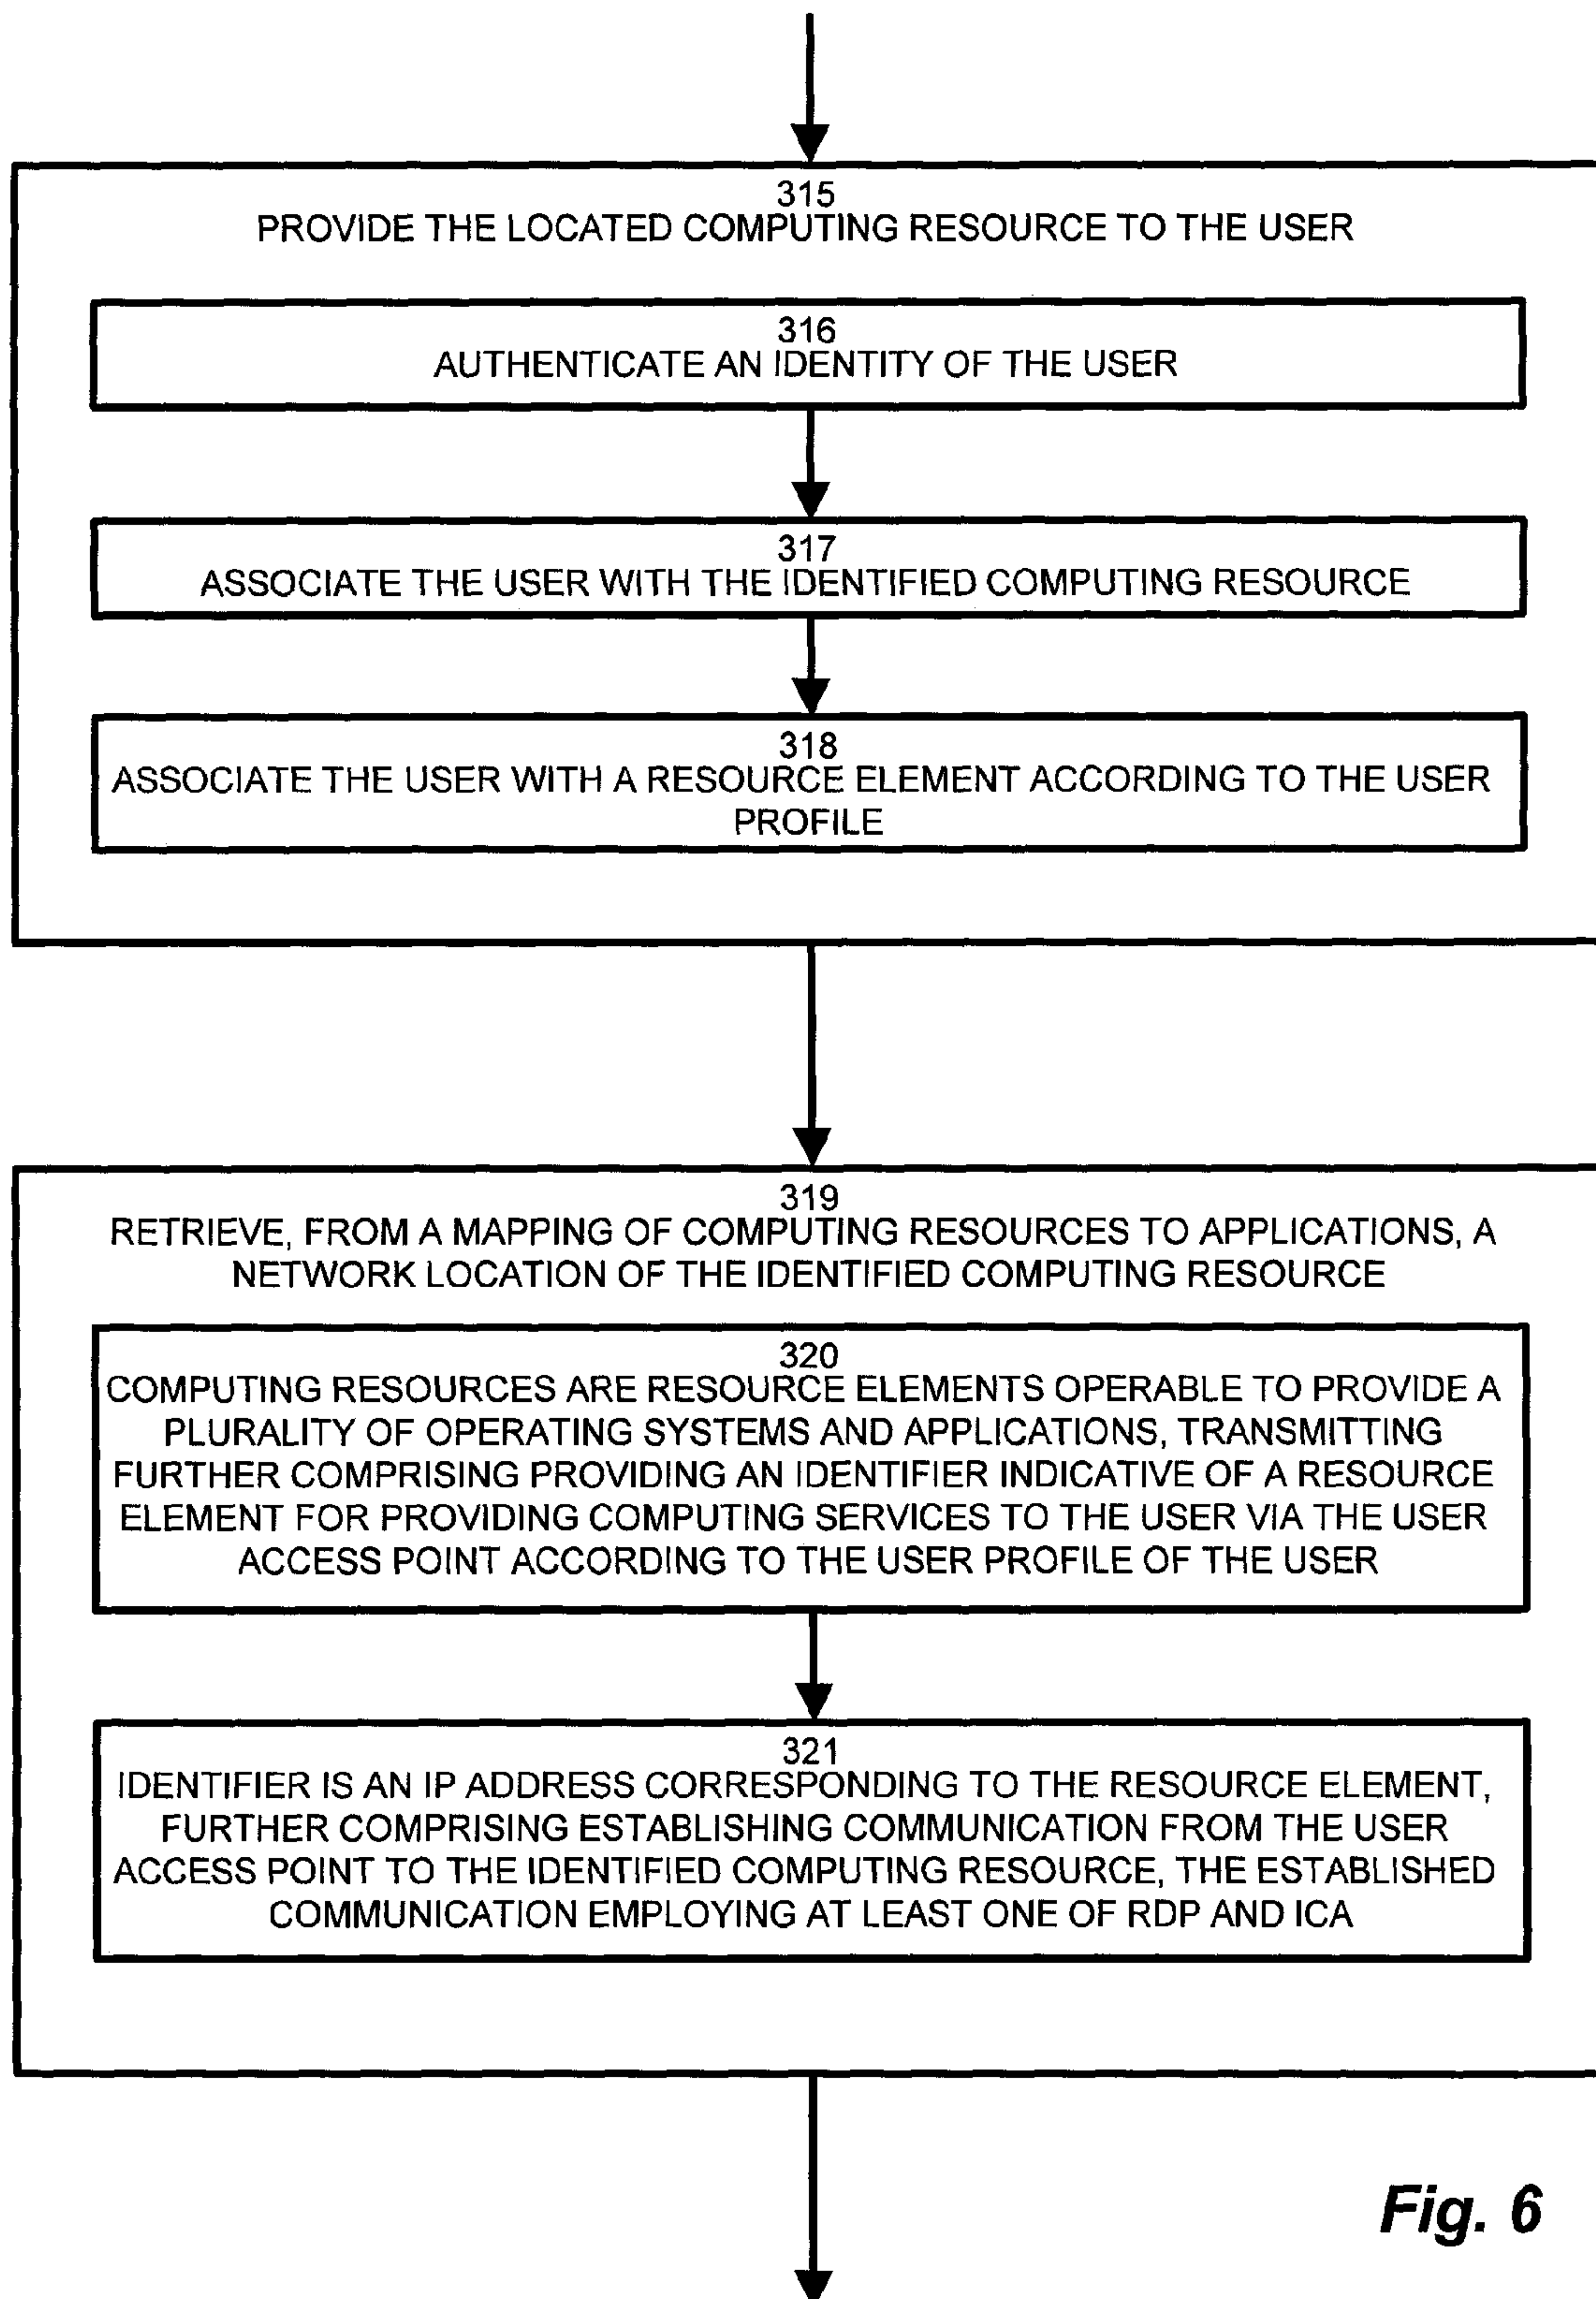 315
PROVIDE THE LOCATED COMPUTING RESOURCE TO THE USER
316
AUTHENTICATE AN IDENTITY OF THE USER
317
ASSOCIATE THE USER WITH THE IDENTIFIED COMPUTING RESOURCE
318
ASSOCIATE THE USER WITH A RESOURCE ELEMENT ACCORDING TO THE USER
PROFILE
319
RETRIEVE, FROM A MAPPING OF COMPUTING RESOURCES TO APPLICATIONS, A
NETWORK LOCATION OF THE IDENTIFIED COMPUTING RESOURCE
320
COMPUTING RESOURCES ARE RESOURCE ELEMENTS OPERABLE TO PROVIDE A
PLURALITY OF OPERATING SYSTEMS AND APPLICATIONS, TRANSMITTING
FURTHER COMPRISING PROVIDING AN IDENTIFIER INDICATIVE OF A RESOURCE
ELEMENT FOR PROVIDING COMPUTING SERVICES TO THE USER VIA THE USER
ACCESS POINT ACCORDING TO THE USER PROFILE OF THE USER
321
IDENTIFIER IS AN IP ADDRESS CORRESPONDING TO THE RESOURCE ELEMENT,
FURTHER COMPRISING ESTABLISHING COMMUNICATION FROM THE USER
ACCESS POINT TO THE IDENTIFIED COMPUTING RESOURCE, THE ESTABLISHED
COMMUNICATION EMPLOYING AT LEAST ONE OF RDP AND ICA
Fig. 6